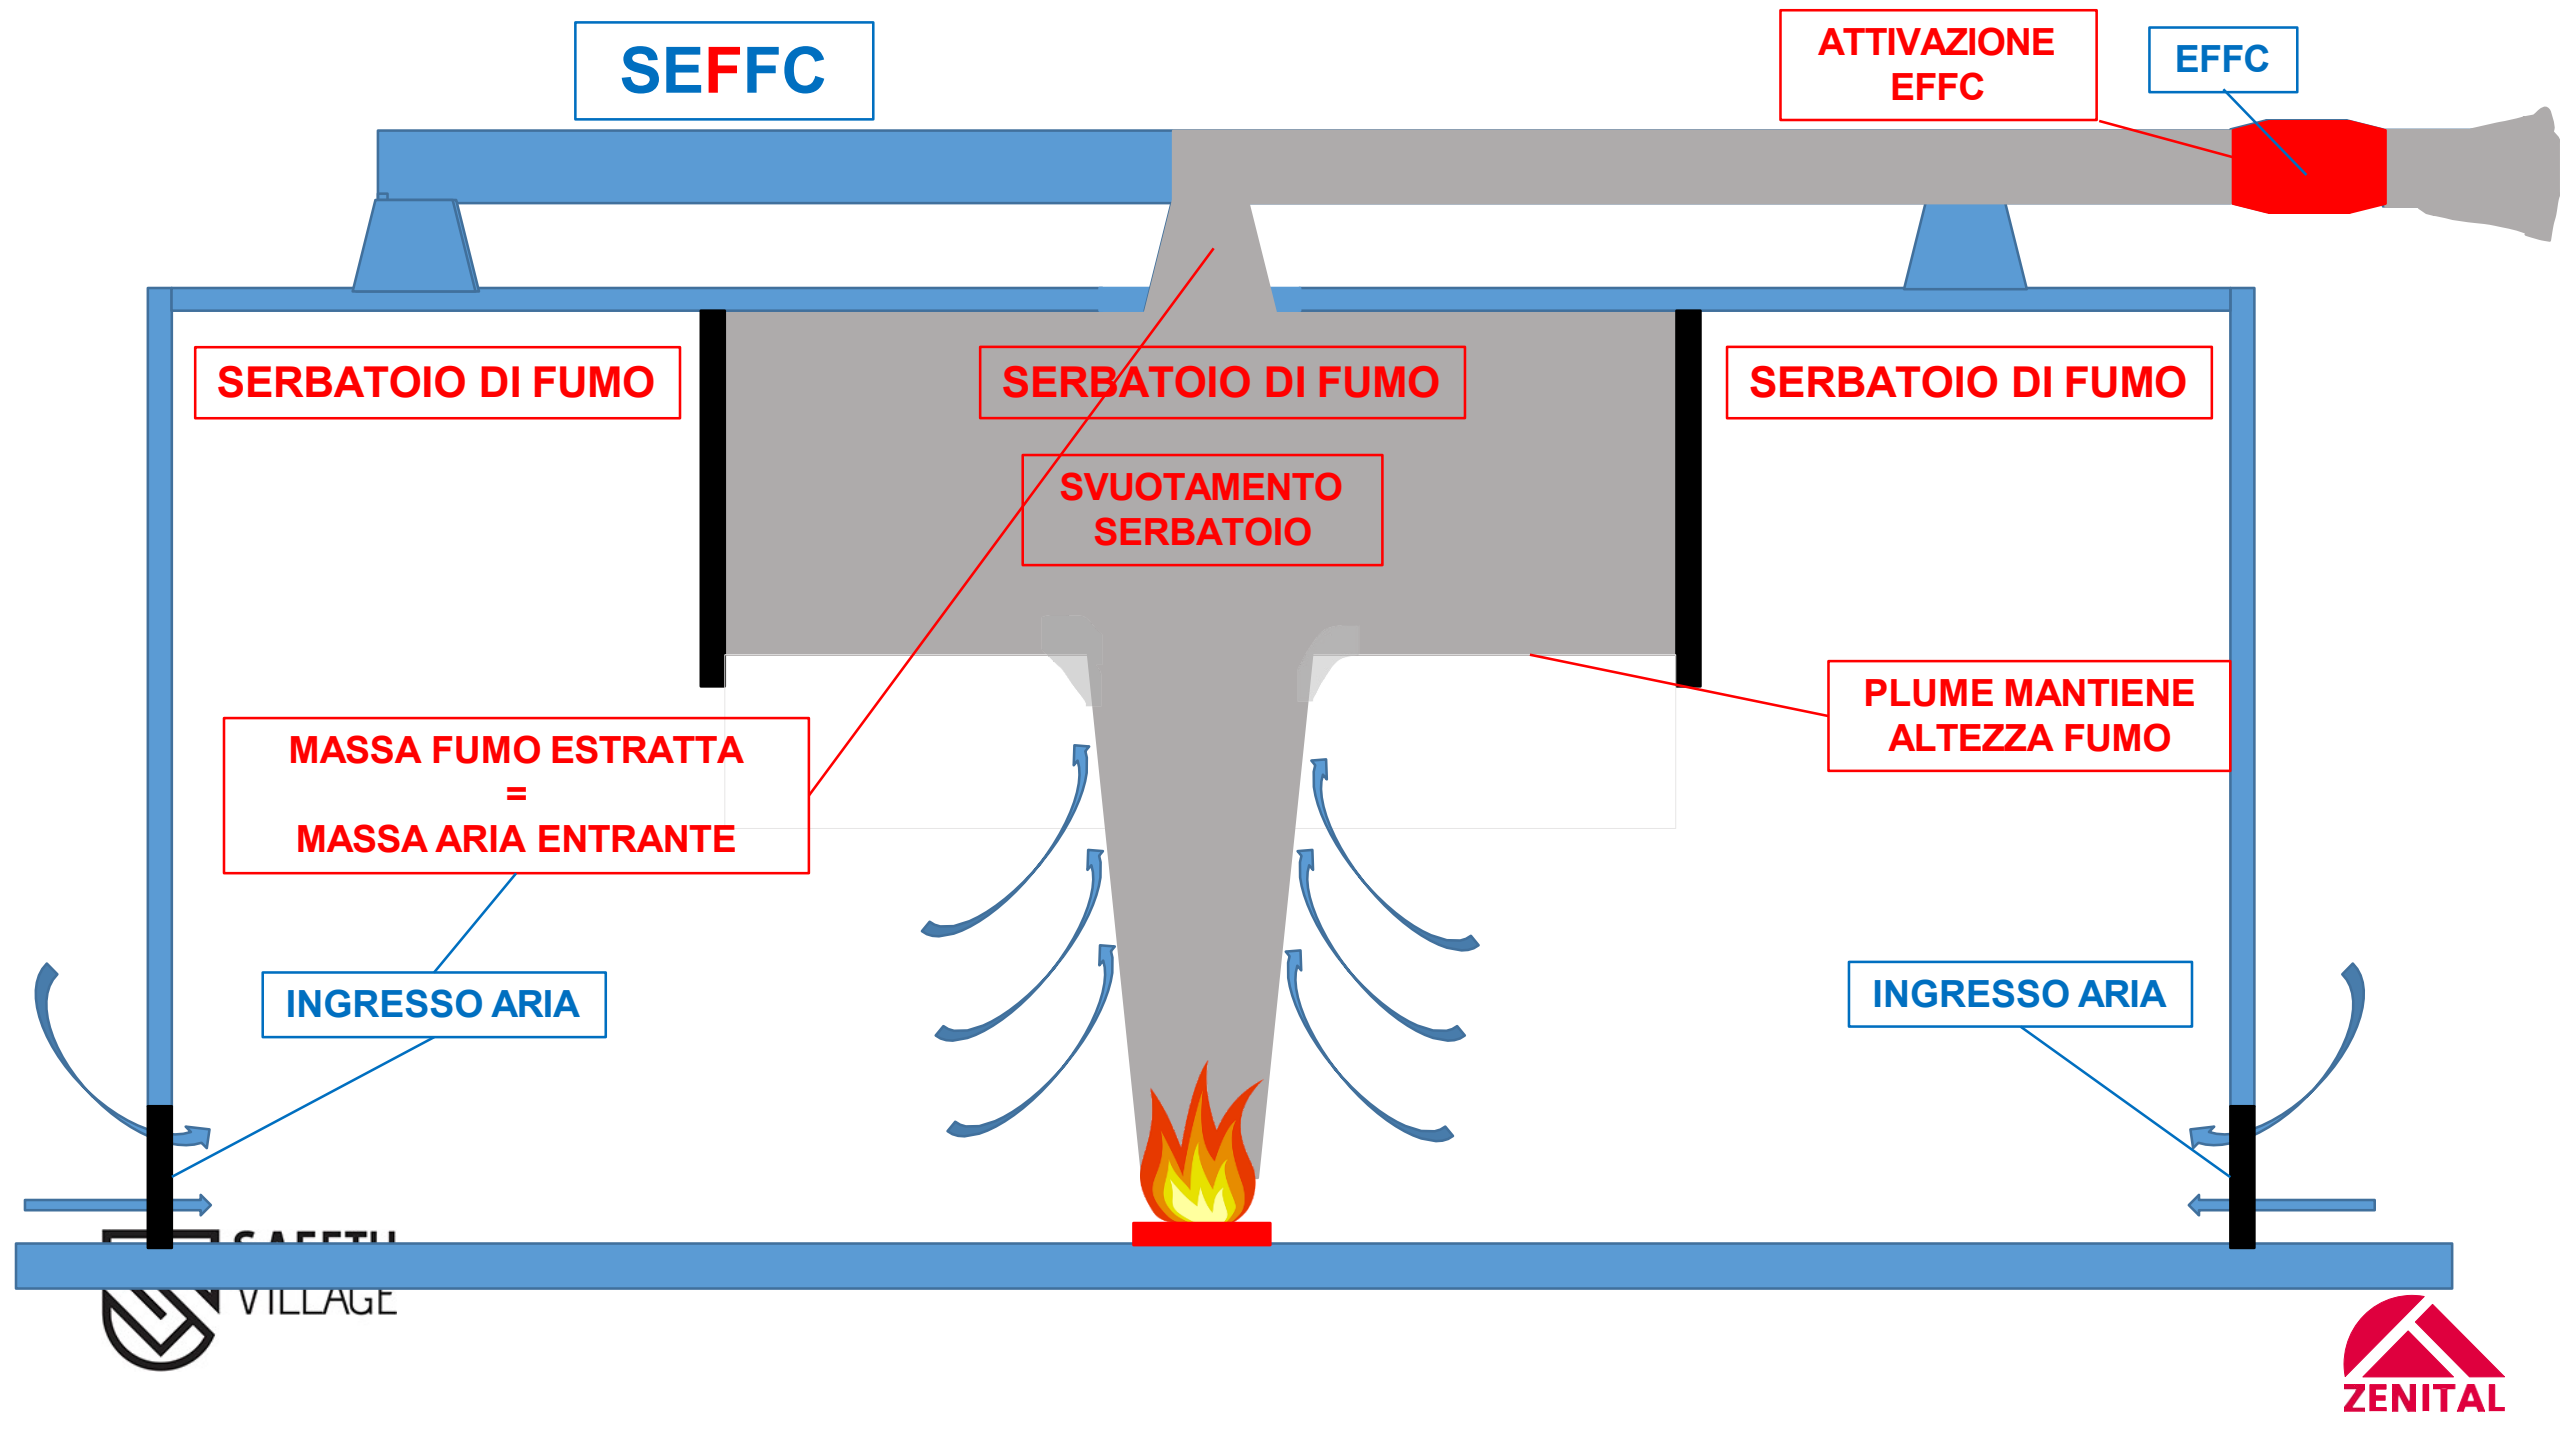 SEFFC
ATTIVAZIONE
EFFC
EFFC
SERBATOIO DI FUMO
SERBATOIO DI FUMO
SERBATOIO DI FUMO
SVUOTAMENTO
SERBATOIO
PLUME MANTIENE
ALTEZZA FUMO
MASSA FUMO ESTRATTA
=
MASSA ARIA ENTRANTE
INGRESSO ARIA
INGRESSO ARIA
SAFETY
VILLAGE
ZENITAL